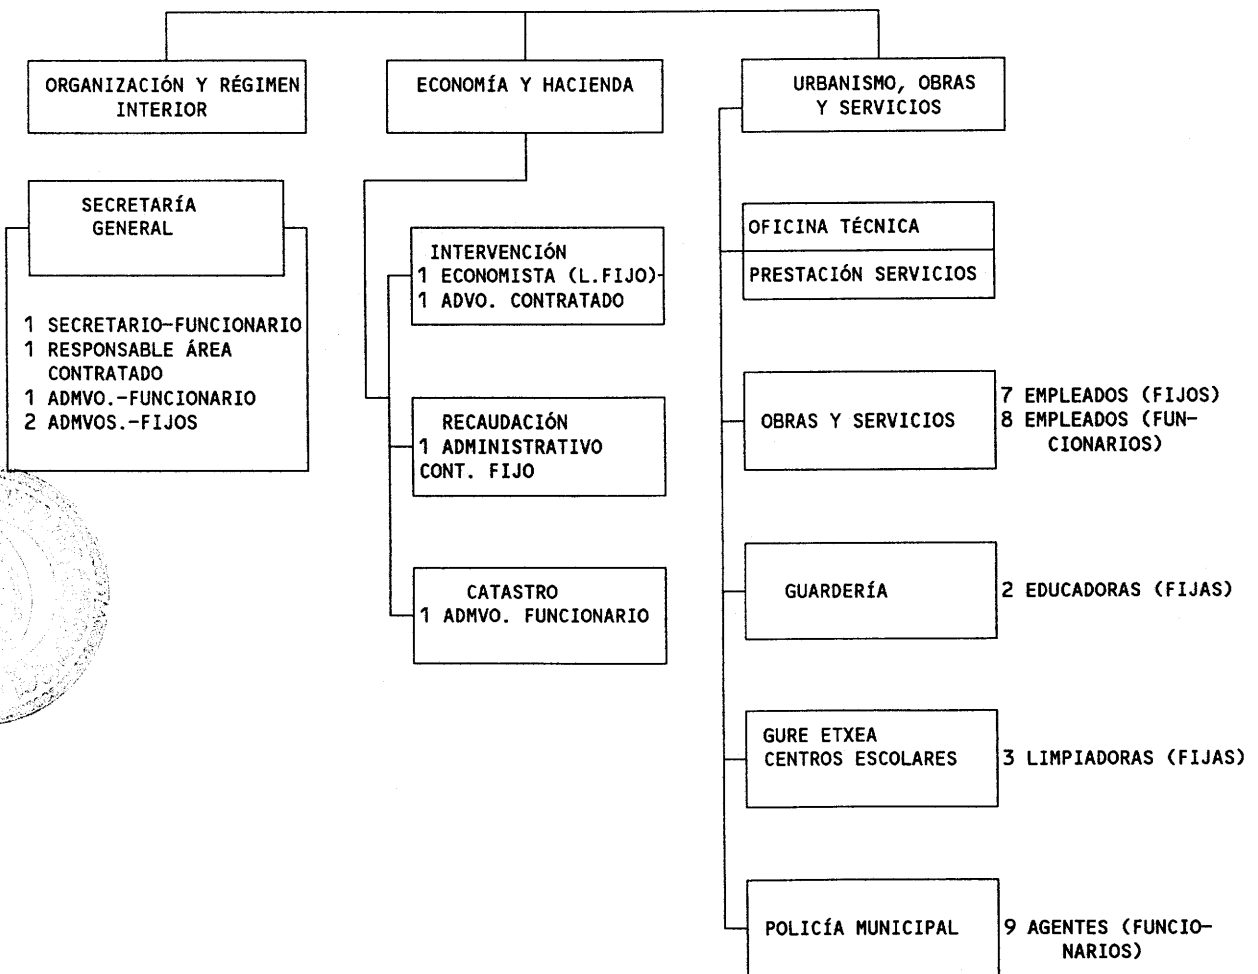 ORGANIZACIÓN Y RÉGIMEN
INTERIOR
SECRETARÍA
GENERAL
1 SECRETARIO-FUNCIONARIO
1 RESPONSABLE ÁREA
CONTRATADO
1 ADMVO.-FUNCIONARIO
2 ADMVOS.-FIJOS
ECONOMÍA Y HACIENDA
INTERVENCIÓN
1 ECONOMISTA (L.FIJO)-
1 ADVO. CONTRATADO
RECAUDACIÓN
1 ADMINISTRATIVO
CONT. FIJO
CATASTRO
1 ADMVO. FUNCIONARIO
URBANISMO, OBRAS
Y SERVICIOS
OFICINA TÉCNICA
PRESTACIÓN SERVICIOS
OBRAS Y SERVICIOS
7 EMPLEADOS (FIJOS)
8 EMPLEADOS (FUN-
CIONARIOS)
GUARDERÍA
2 EDUCADORAS (FIJAS)
GURE ETXEA
CENTROS ESCOLARES
3 LIMPIADORAS (FIJAS)
POLICÍA MUNICIPAL
9 AGENTES (FUNCIO-
NARIOS)